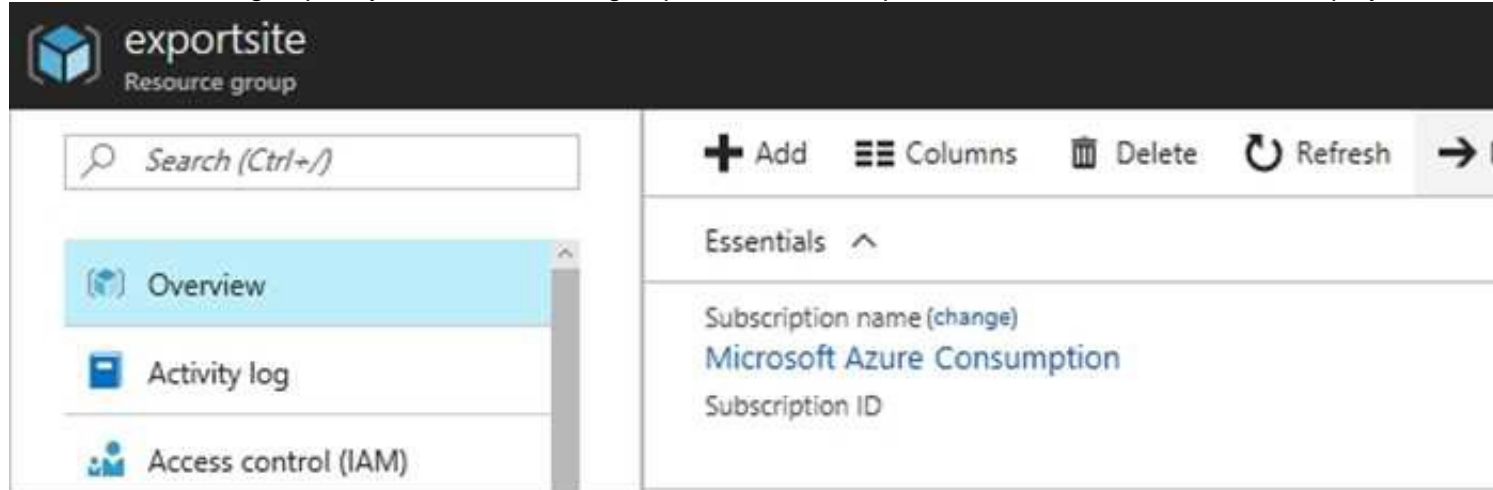 exportsite
Resource group
Search (Ctrl+/)
Add Columns Delete Refresh
Essentials
Overview
Subscription name (change)
Microsoft Azure Consumption
Activity log
Subscription ID
Access control (IAM)